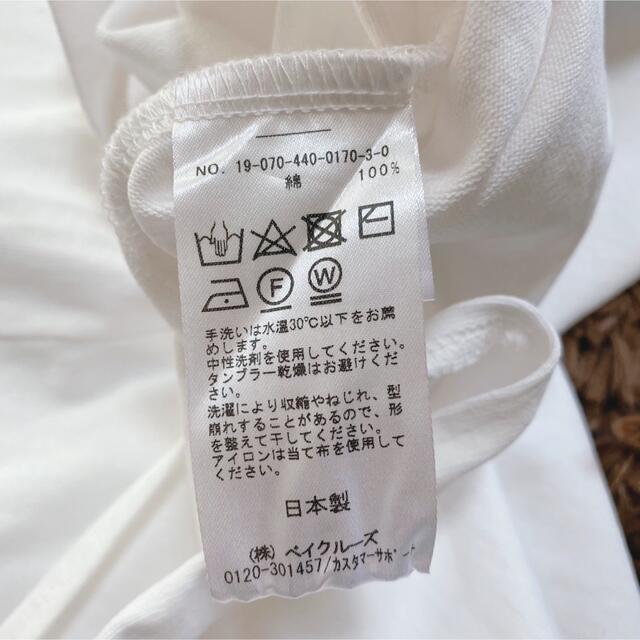 NO. 19-070-440-0170-3-0
綿 100%
F W
手洗いは水温30℃以下をお薦
めします。
中性洗剤を使用してください。
タンブラー乾燥はお避けくだ
さい。
洗濯により収縮やねじれ、型
崩れすることがあるので、形
を整えて干してください。
アイロンは当て布を使用して
ください。
日本製
(株) ベイクルーズ
0120-301457/カスタマーサポート